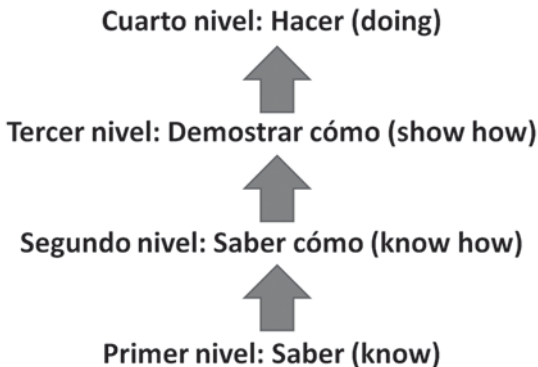 Cuarto nivel: Hacer (doing)
Tercer nivel: Demostrar cómo (show how)
Segundo nivel: Saber cómo (know how)
Primer nivel: Saber (know)